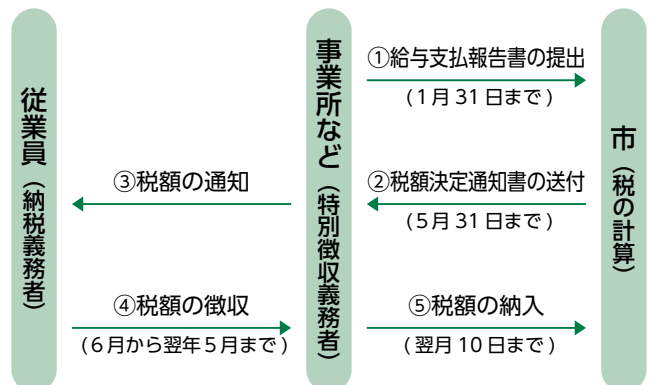 従業員（納税義務者）
事業所など（特別徴収義務者）
市（税の計算）
①給与支払報告書の提出
(1月31日まで)
②税額決定通知書の送付
(5月31日まで)
③税額の通知
④税額の徴収
(6月から翌年5月まで)
⑤税額の納入
(翌月10日まで)